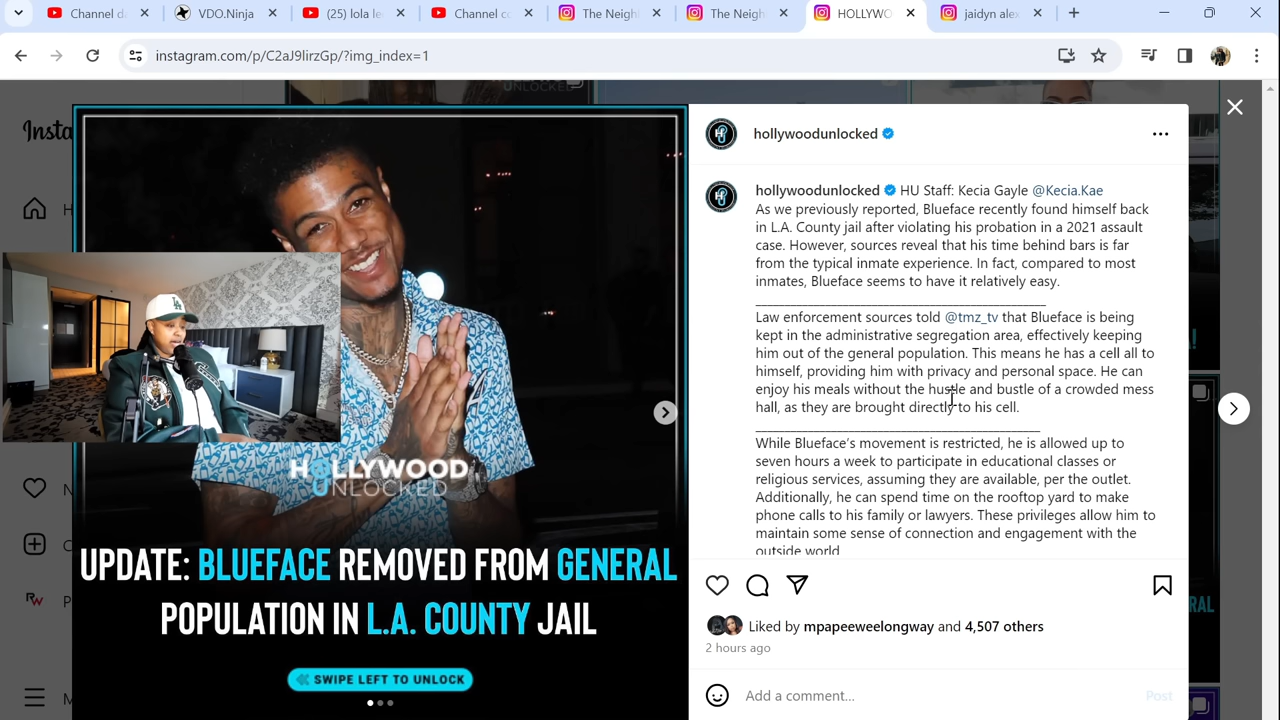 Channel d
VDO.Ninja
(25) lola le
Channel c
The Neigh
The Neigh
HOLLYWO
jaidyn ale
instagram.com/p/C2aJ9lirzGp/?img_index=1
UNLOCKED
Insta
H
hollywoodunlocked
hollywoodunlocked HU Staff: Kecia Gayle @Kecia.Kae
As we previously reported, Blueface recently found himself back
in L.A. County jail after violating his probation in a 2021 assault
case. However, sources reveal that his time behind bars is far
from the typical inmate experience. In fact, compared to most
inmates, Blueface seems to have it relatively easy.
Law enforcement sources told @tmz_tv that Blueface is being
kept in the administrative segregation area, effectively keeping
him out of the general population. This means he has a cell all to
himself, providing him with privacy and personal space. He can
enjoy his meals without the hustle and bustle of a crowded mess
hall, as they are brought directly to his cell.
While Blueface's movement is restricted, he is allowed up to
seven hours a week to participate in educational classes or
religious services, assuming they are available, per the outlet.
Additionally, he can spend time on the rooftop yard to make
phone calls to his family or lawyers. These privileges allow him to
maintain some sense of connection and engagement with the
outside world
HOLLYWOOD
UNLOCKED
UPDATE: BLUEFACE REMOVED FROM GENERAL
POPULATION IN L.A. COUNTY JAIL
SWIPE LEFT TO UNLOCK
Liked by mpapeeweelongway and 4,507 others
2 hours ago
Add a comment...
Post
N
C
P
M
RAL